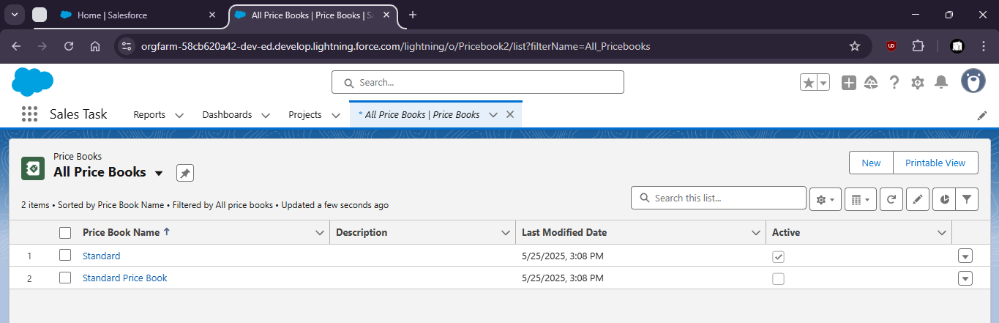 Home | Salesforce
All Price Books | Price Books |
orgfarm-58cb620a42-dev-ed.develop.lightning.force.com/lightning/o/Pricebook2/list?filterName=All_Pricebooks
Search...
Sales Task Reports Dashboards Projects * All Price Books | Price Books
Price Books
All Price Books
New Printable View
2 items • Sorted by Price Book Name • Filtered by All price books • Updated a few seconds ago
Search this list...
Price Book Name ↑ Description Last Modified Date Active
1 Standard 5/25/2025, 3:08 PM
2 Standard Price Book 5/25/2025, 3:08 PM